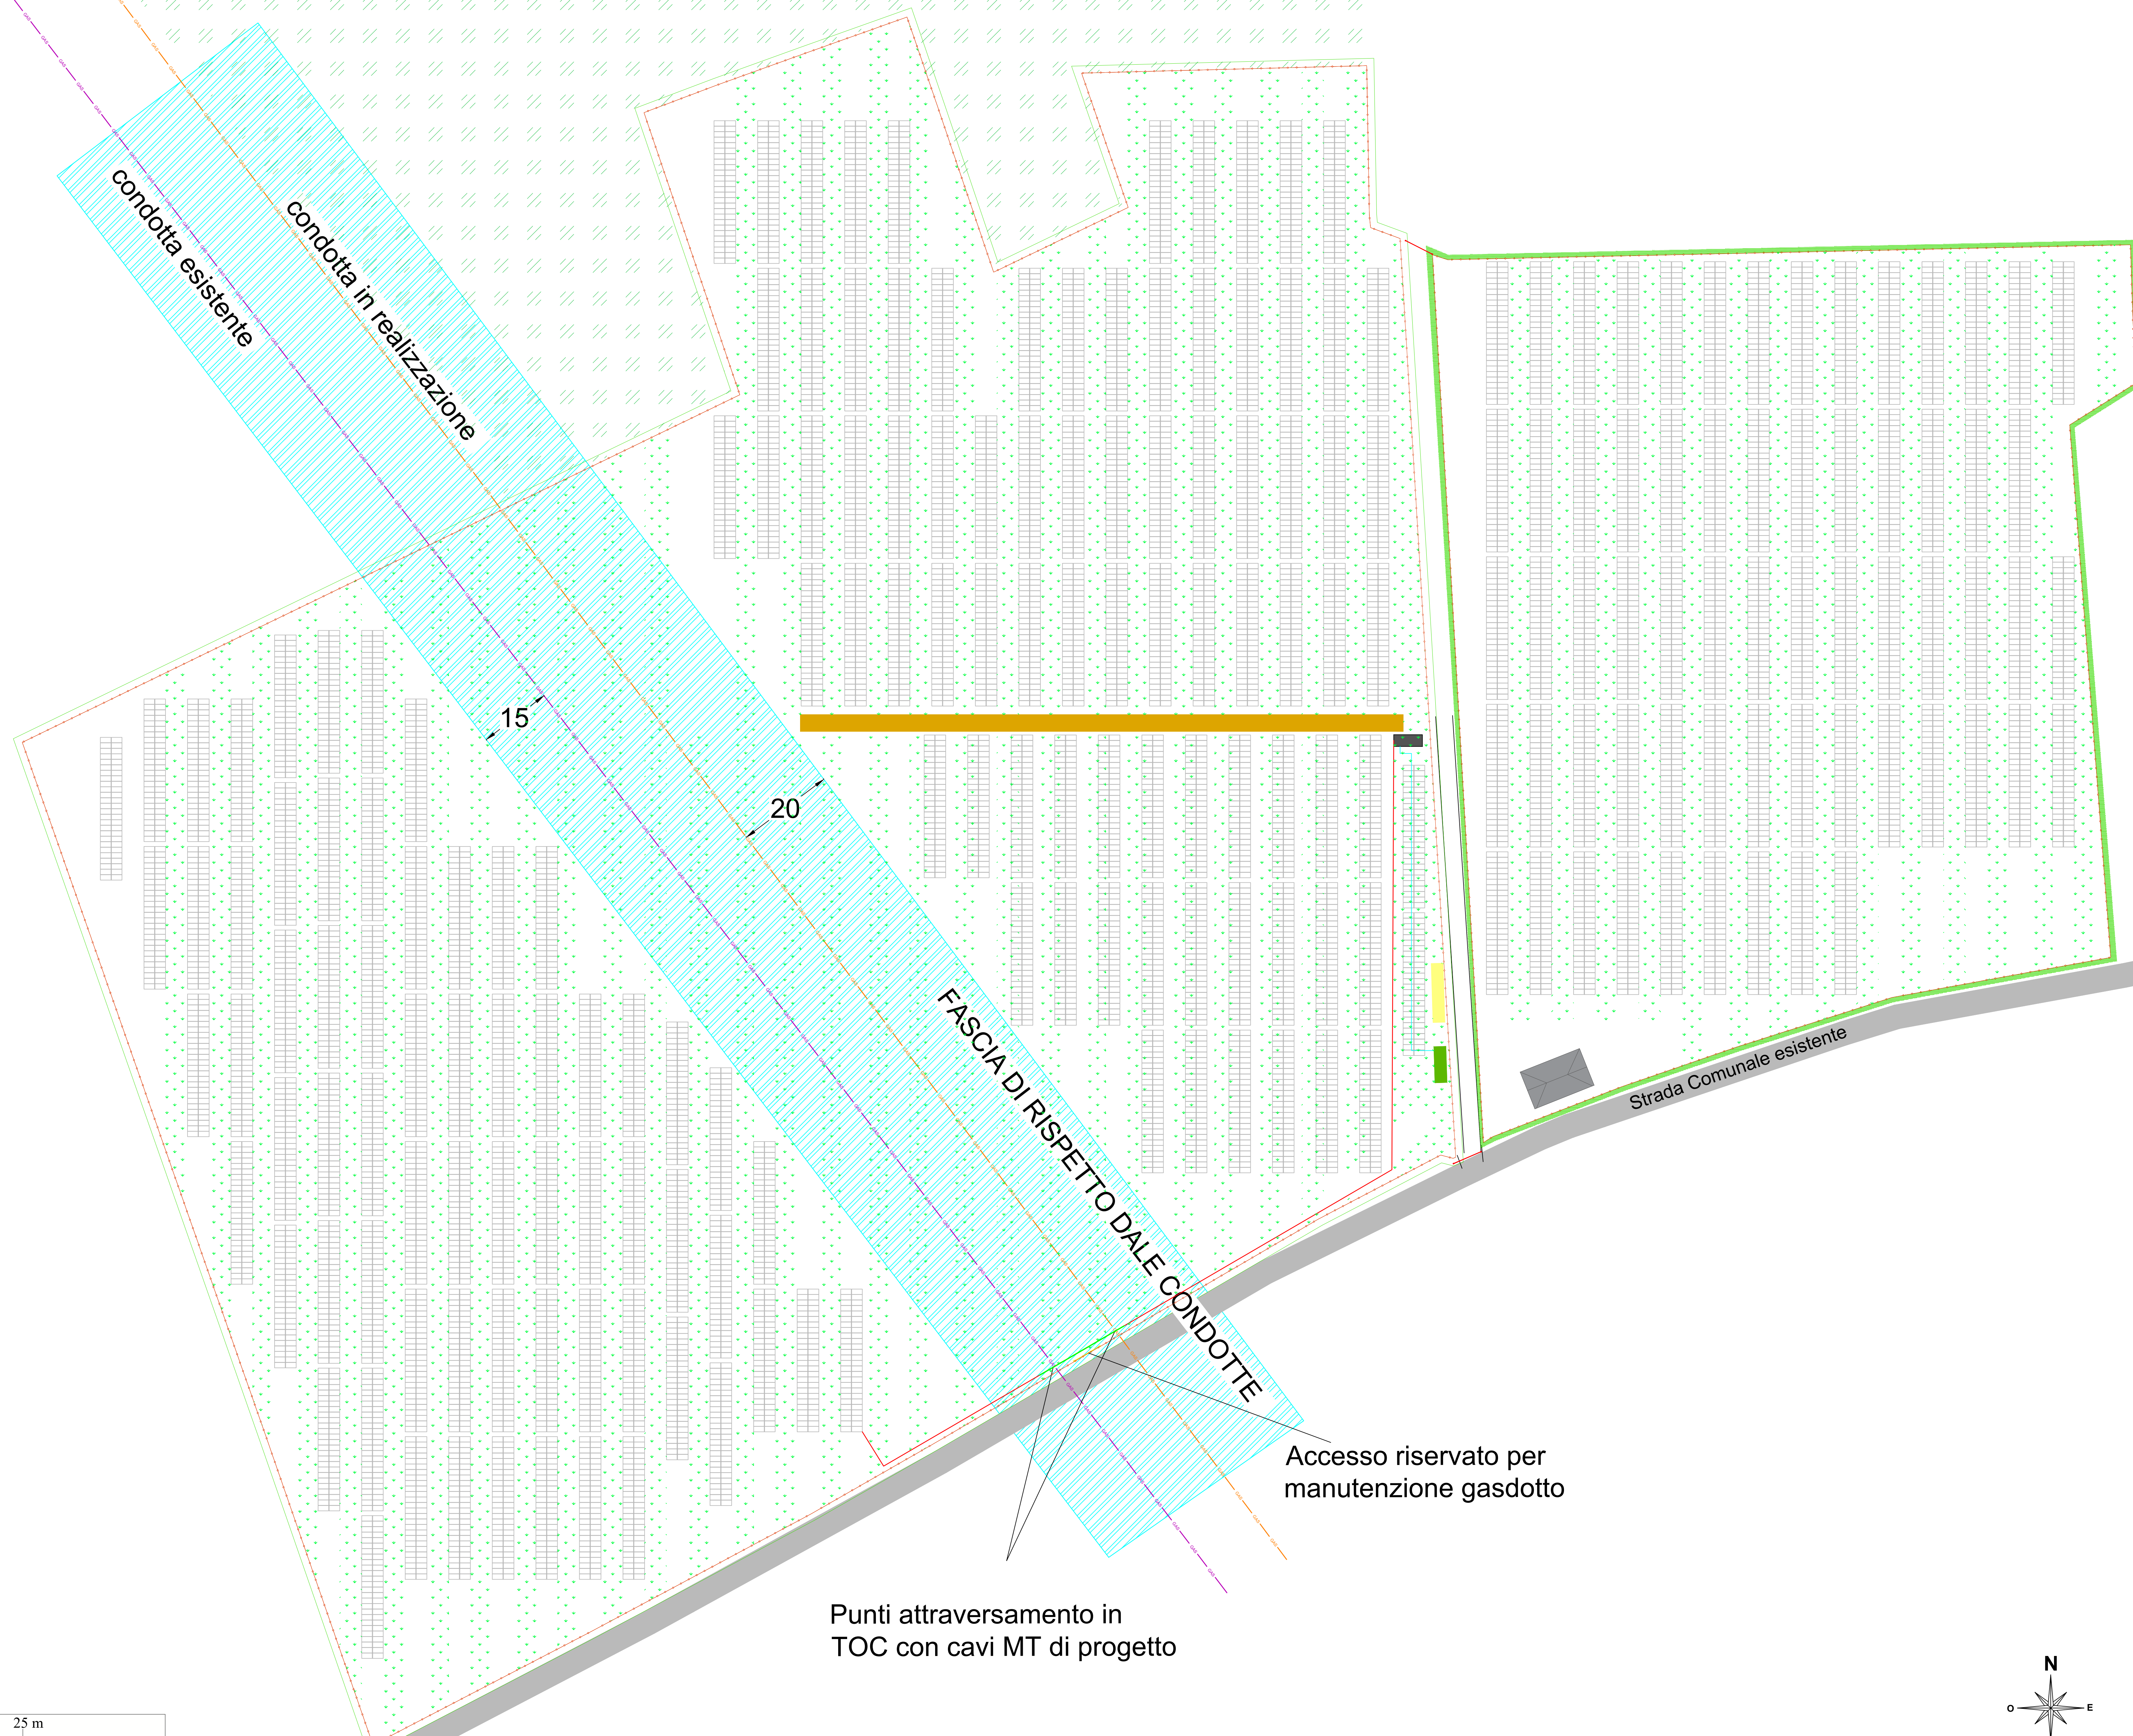 condotta esistente
condotta in realizzazione
15
20
FASCIA DI RISPETTO DALE CONDOTTE
Strada Comunale esistente
Accesso riservato per
manutenzione gasdotto
Punti attraversamento in
TOC con cavi MT di progetto
N
O
E
25 m